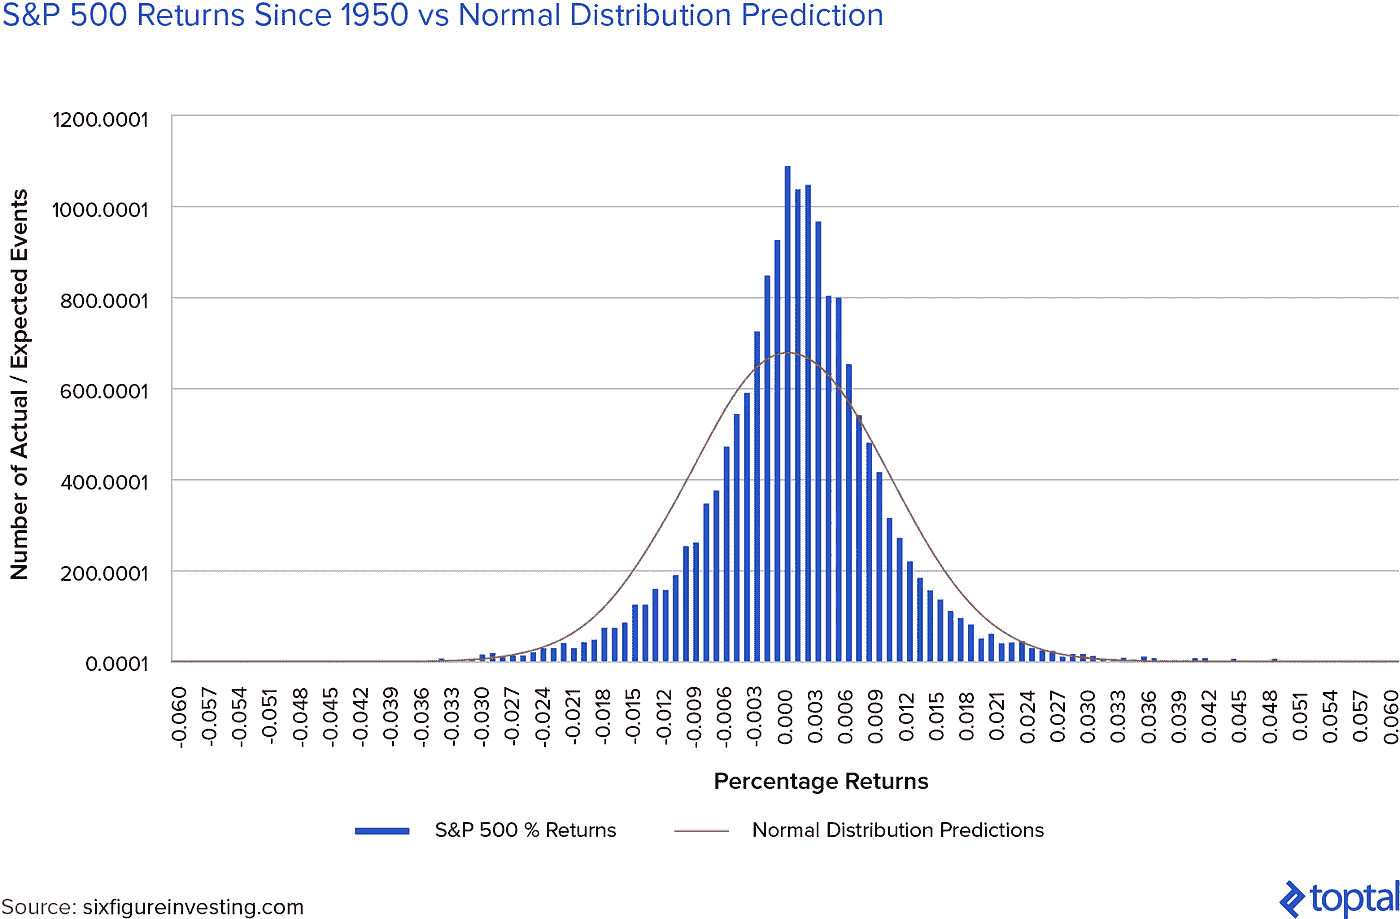 S&P 500 Returns Since 1950 vs Normal Distribution Prediction
1200.0001
1000.0001
800.0001
600.0001
400.0001
200.0001
0.0001
Number of Actual / Expected Events
-0.060 -0.057 -0.054 -0.051 -0.048 -0.045 -0.042 -0.039 -0.036 -0.033 -0.030 -0.027 -0.024 -0.021 -0.018 -0.015 -0.012 -0.009 -0.006 -0.003 0.000 0.003 0.006 0.009 0.012 0.015 0.018 0.021 0.024 0.027 0.030 0.033 0.036 0.039 0.042 0.045 0.048 0.051 0.054 0.057 0.060
Percentage Returns
S&P 500 % Returns Normal Distribution Predictions
Source: sixfigureinvesting.com
toptal